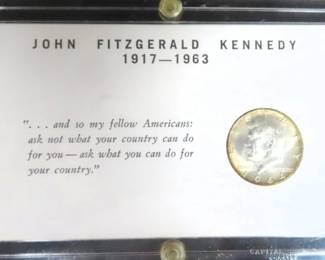 JOHN FITZGERALD KENNEDY
1917—1963
". . . and so my fellow Americans:
ask not what your country can do
for you — ask what you can do for
your country."